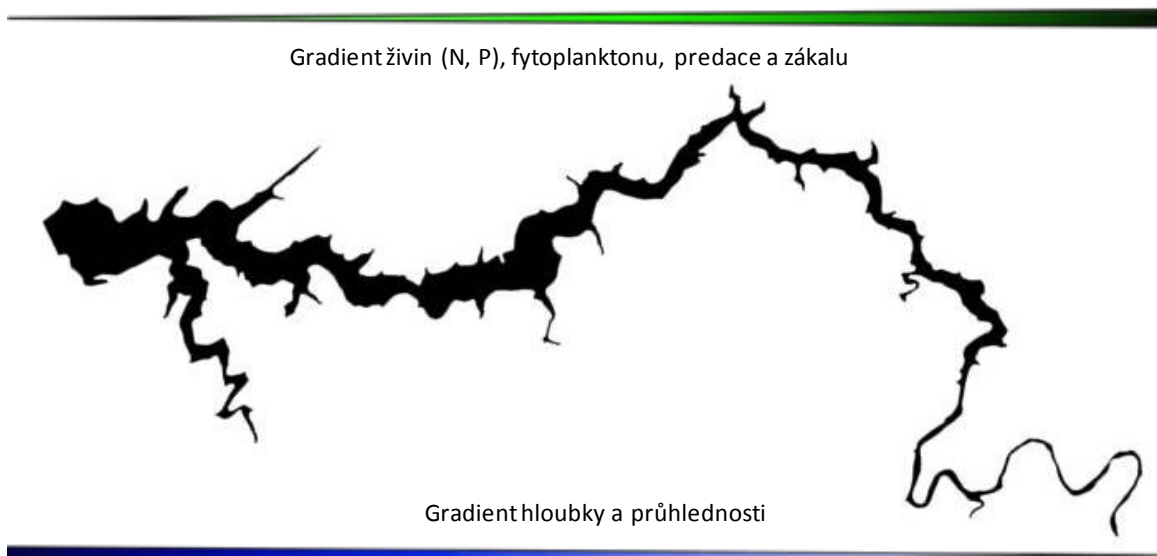 Gradient živin (N, P), fytoplanktonu, predace a zákalu
Gradient hloubky a průhlednosti